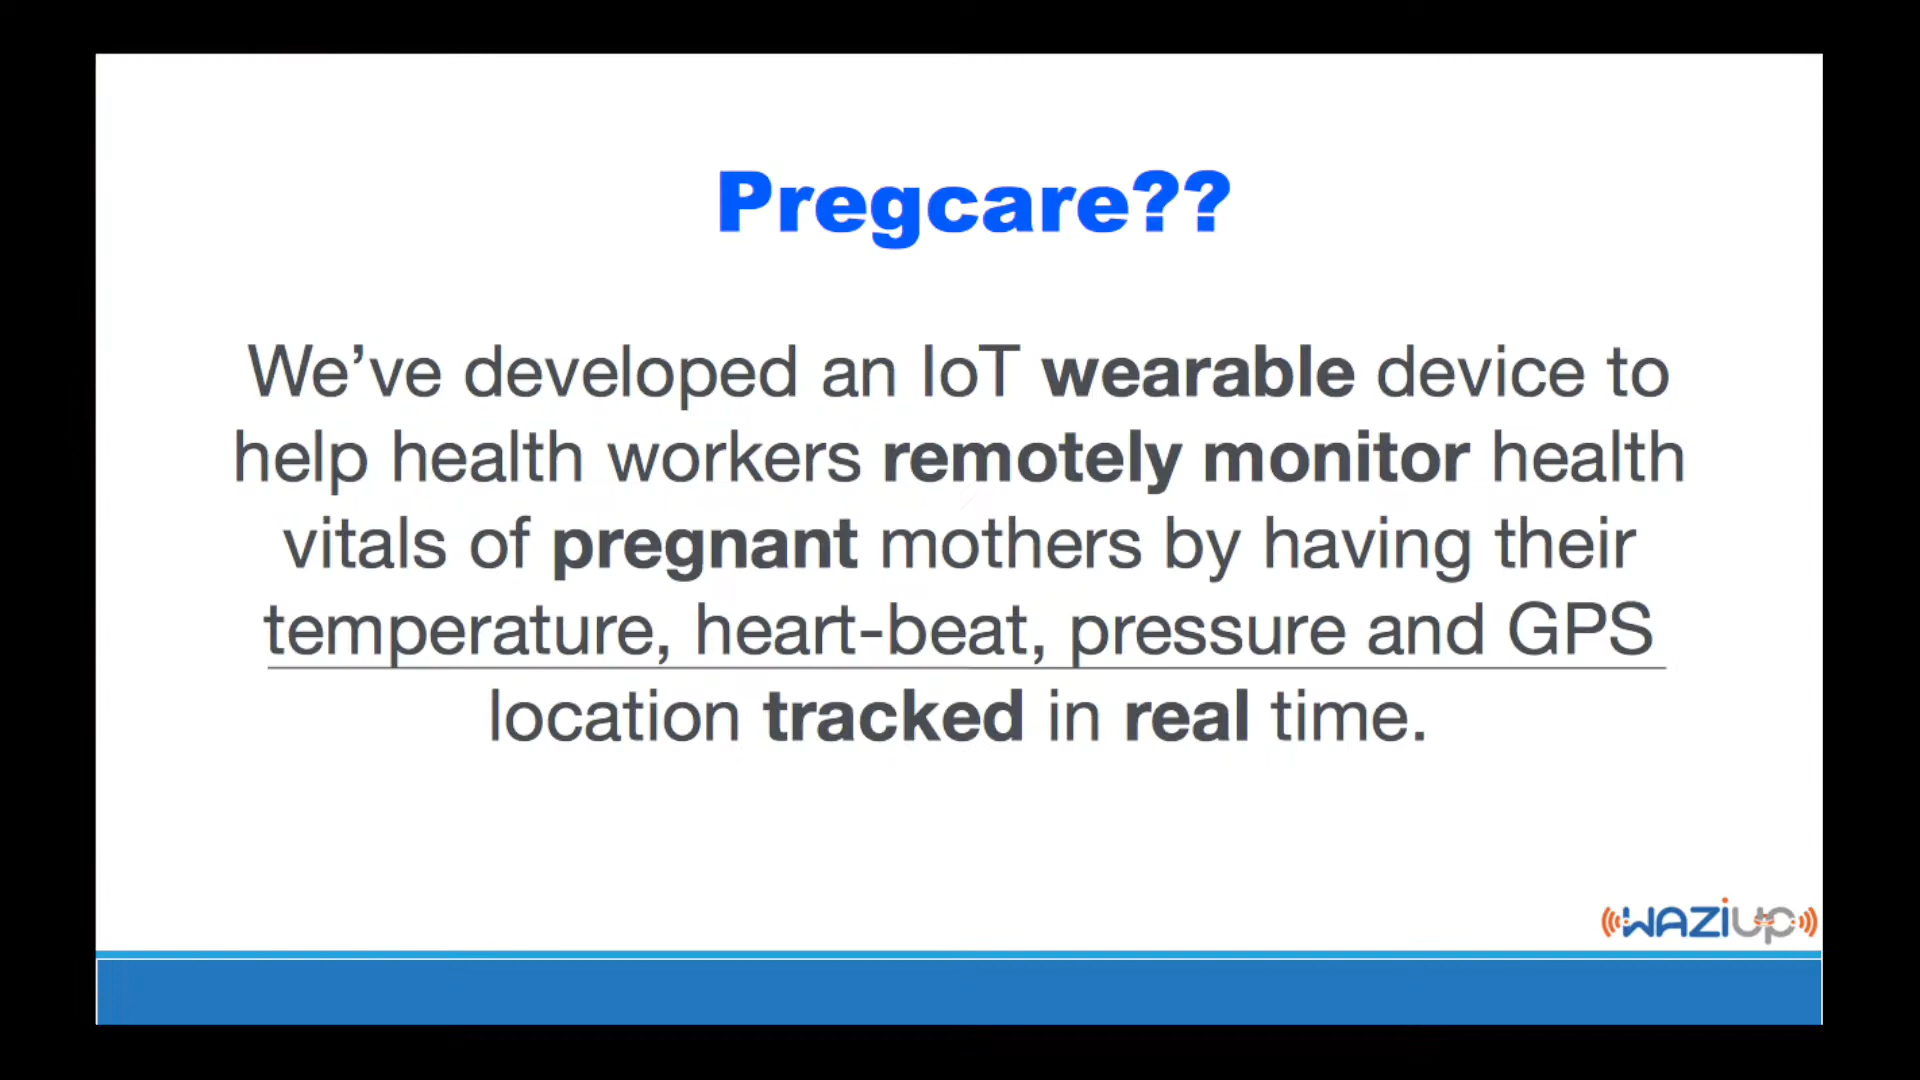 Pregcare??
We’ve developed an IoT wearable device to
help health workers remotely monitor health
vitals of pregnant mothers by having their
temperature, heart-beat, pressure and GPS
location tracked in real time.
WAZIUP